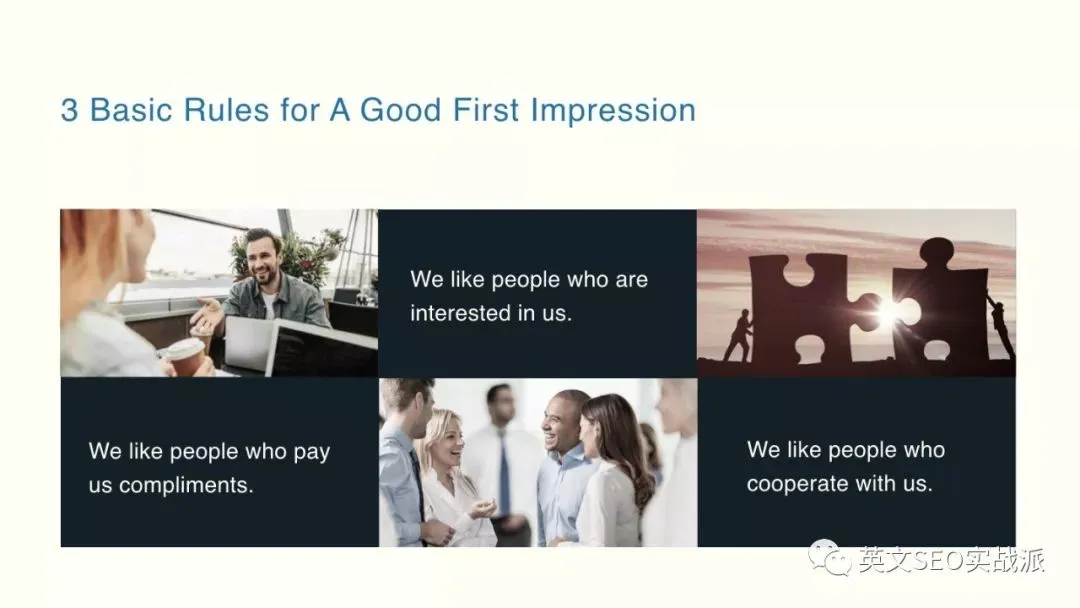 3 Basic Rules for A Good First Impression
We like people who are
interested in us.
We like people who pay
us compliments.
We like people who
cooperate with us.
英文SEO实战派